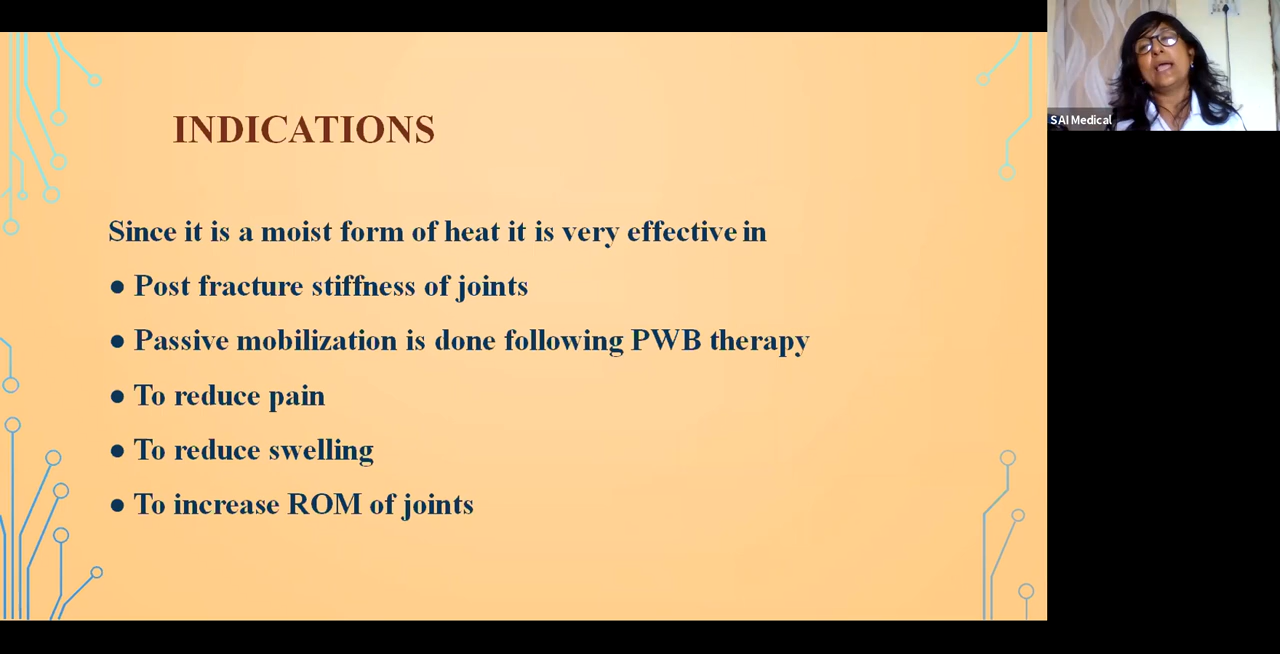 INDICATIONS
Since it is a moist form of heat it is very effective in
● Post fracture stiffness of joints
● Passive mobilization is done following PWB therapy
● To reduce pain
● To reduce swelling
● To increase ROM of joints
SAI Medical